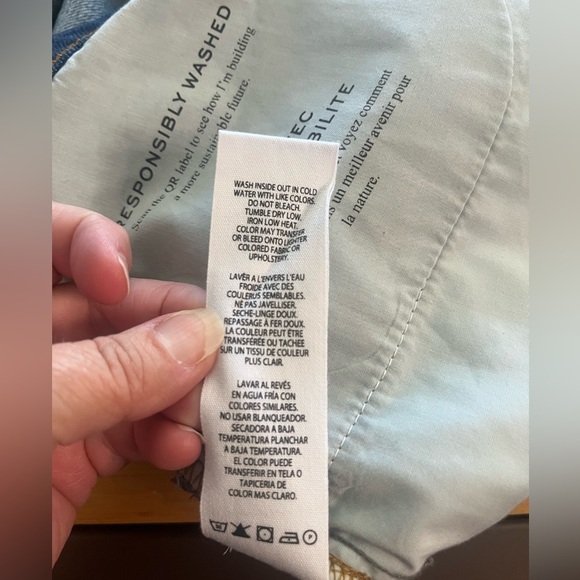 RESPONSIBLY WASHED
Scan the QR label to see how I'm building
a more sustainable future.
EC
BILITE
voyez comment
s un meilleur avenir pour
la nature.
WASH INSIDE OUT IN COLD
WATER WITH LIKE COLORS.
DO NOT BLEACH.
TUMBLE DRY LOW.
IRON LOW HEAT.
COLOR MAY TRANSFER
OR BLEED ONTO LIGHTER
COLORED FABRIC OR
UPHOLSTERY.
LAVÉR A L'ENVERS L'EAU
FROIDE AVEC DES
COULERUS SEMBLABLES.
NÉ PAS JAVELLISER.
SECHE-LINGE DOUX.
REPASSAGE À FER DOUX.
LA COULEUR PEUT ÊTRE
TRANSFÉRÉE OU TACHÉE
SUR UN TISSU DE COULEUR
PLUS CLAIR.
LAVAR AL REVÉS
EN AGUA FRÍA CON
COLORES SIMILARES.
NO USAR BLANQUEADOR.
SECADORA A BAJA
TEMPERATURA PLANCHAR
A BAJA TEMPERATURA.
EL COLOR PUEDE
TRANSFERIR EN TELA O
TAPICERIA DE
COLOR MAS CLARO.